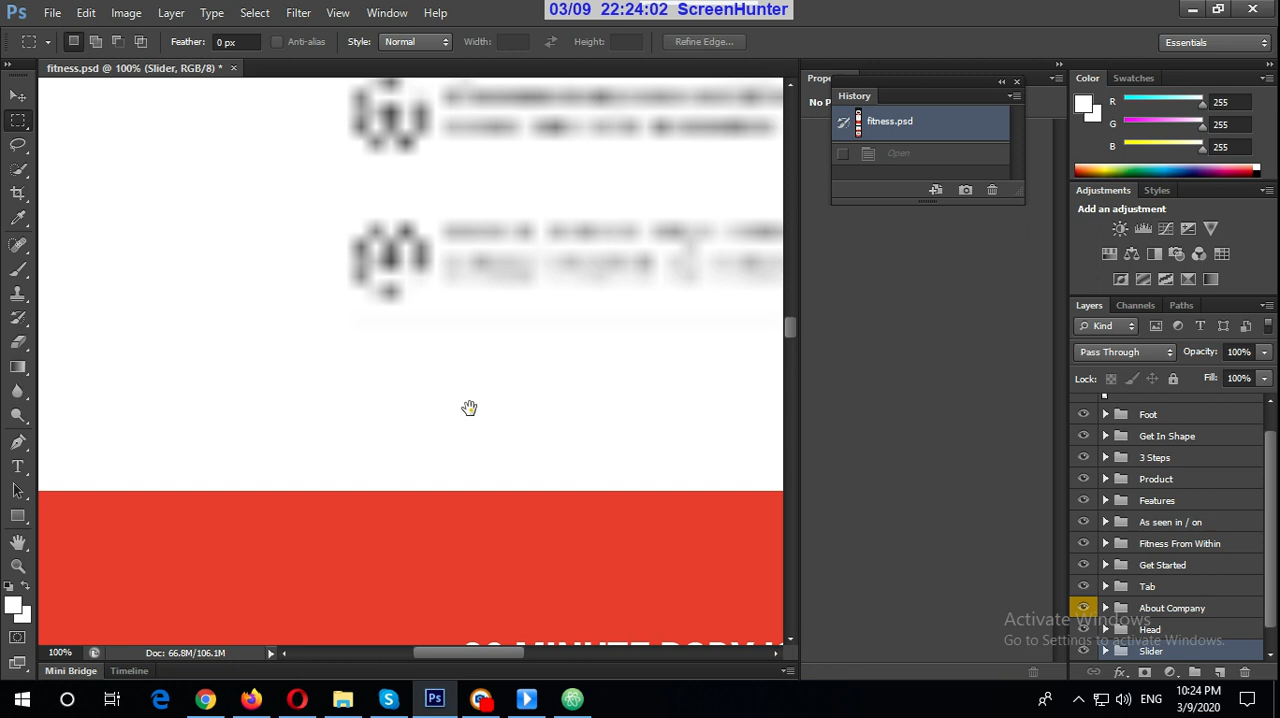 03/09 22:24:02 ScreenHunter
Ps File Edit Image Layer Type Select Filter View Window Help
Feather: 0 px Anti-alias Style: Normal Width: Height: Refine Edge... Essentials
fitness.psd @ 100% (Slider, RGB/8) * ×
History
fitness.psd
Open
Color Swatches
R 255
G 255
B 255
Adjustments Styles
Add an adjustment
Layers Channels Paths
Kind
Pass Through Opacity: 100%
Lock: Fill: 100%
Foot
Get In Shape
3 Steps
Product
Features
As seen in / on
Fitness From Within
Get Started
Tab
About Company
Head
Slider
Activate Windows
Go to Settings to activate Windows.
100% Doc: 66.8M/106.1M
Mini Bridge Timeline
ENG
10:24 PM
3/9/2020